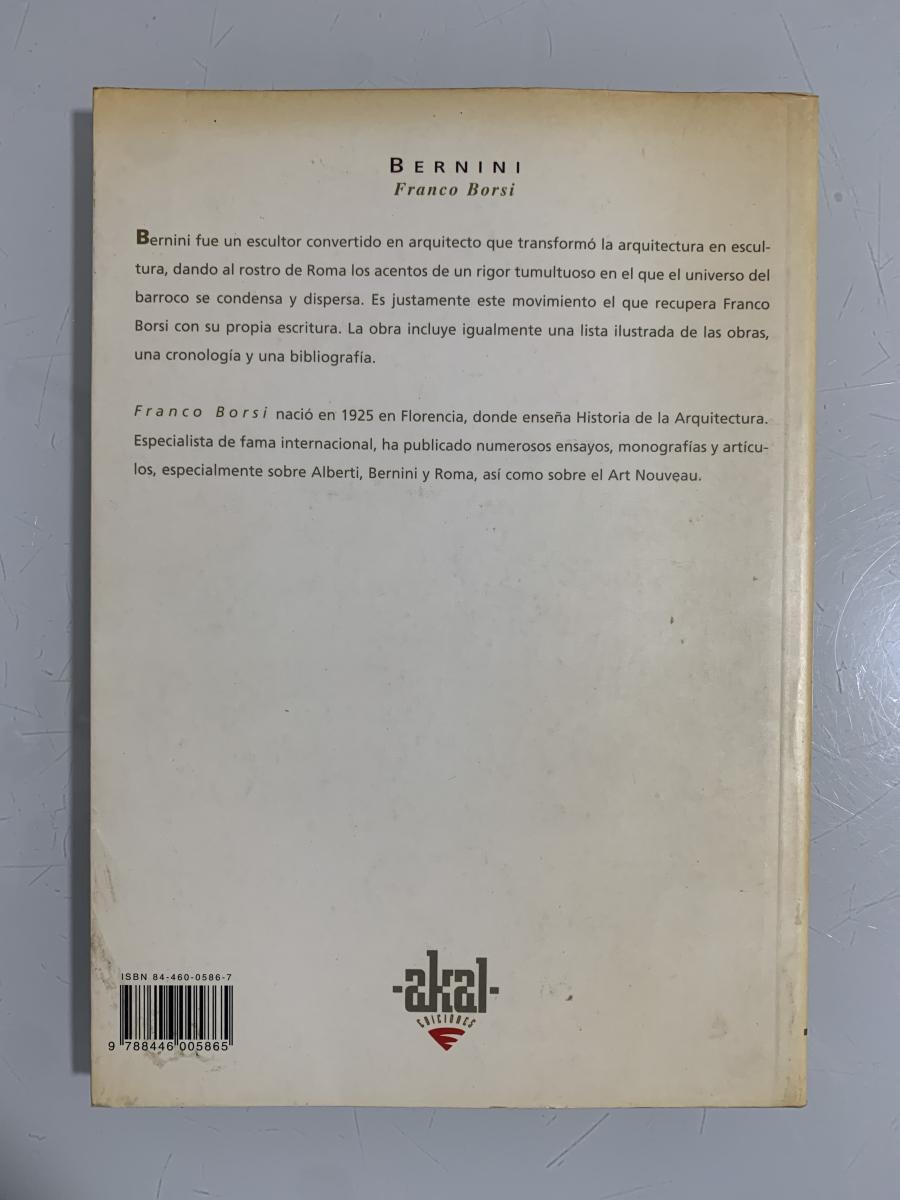 BERNINI
Franco Borsi
Bernini fue un escultor convertido en arquitecto que transformó la arquitectura en escul-
tura, dando al rostro de Roma los acentos de un rigor tumultuoso en el que el universo del
barroco se condensa y dispersa. Es justamente este movimiento el que recupera Franco
Borsi con su propia escritura. La obra incluye igualmente una lista ilustrada de las obras,
una cronología y una bibliografía.
Franco Borsi nació en 1925 en Florencia, donde enseña Historia de la Arquitectura.
Especialista de fama internacional, ha publicado numerosos ensayos, monografías y artícu-
los, especialmente sobre Alberti, Bernini y Roma, así como sobre el Art Nouveau.
ISBN 84-460-0586-7
9 788446 005865
-akal-
EDICIONES